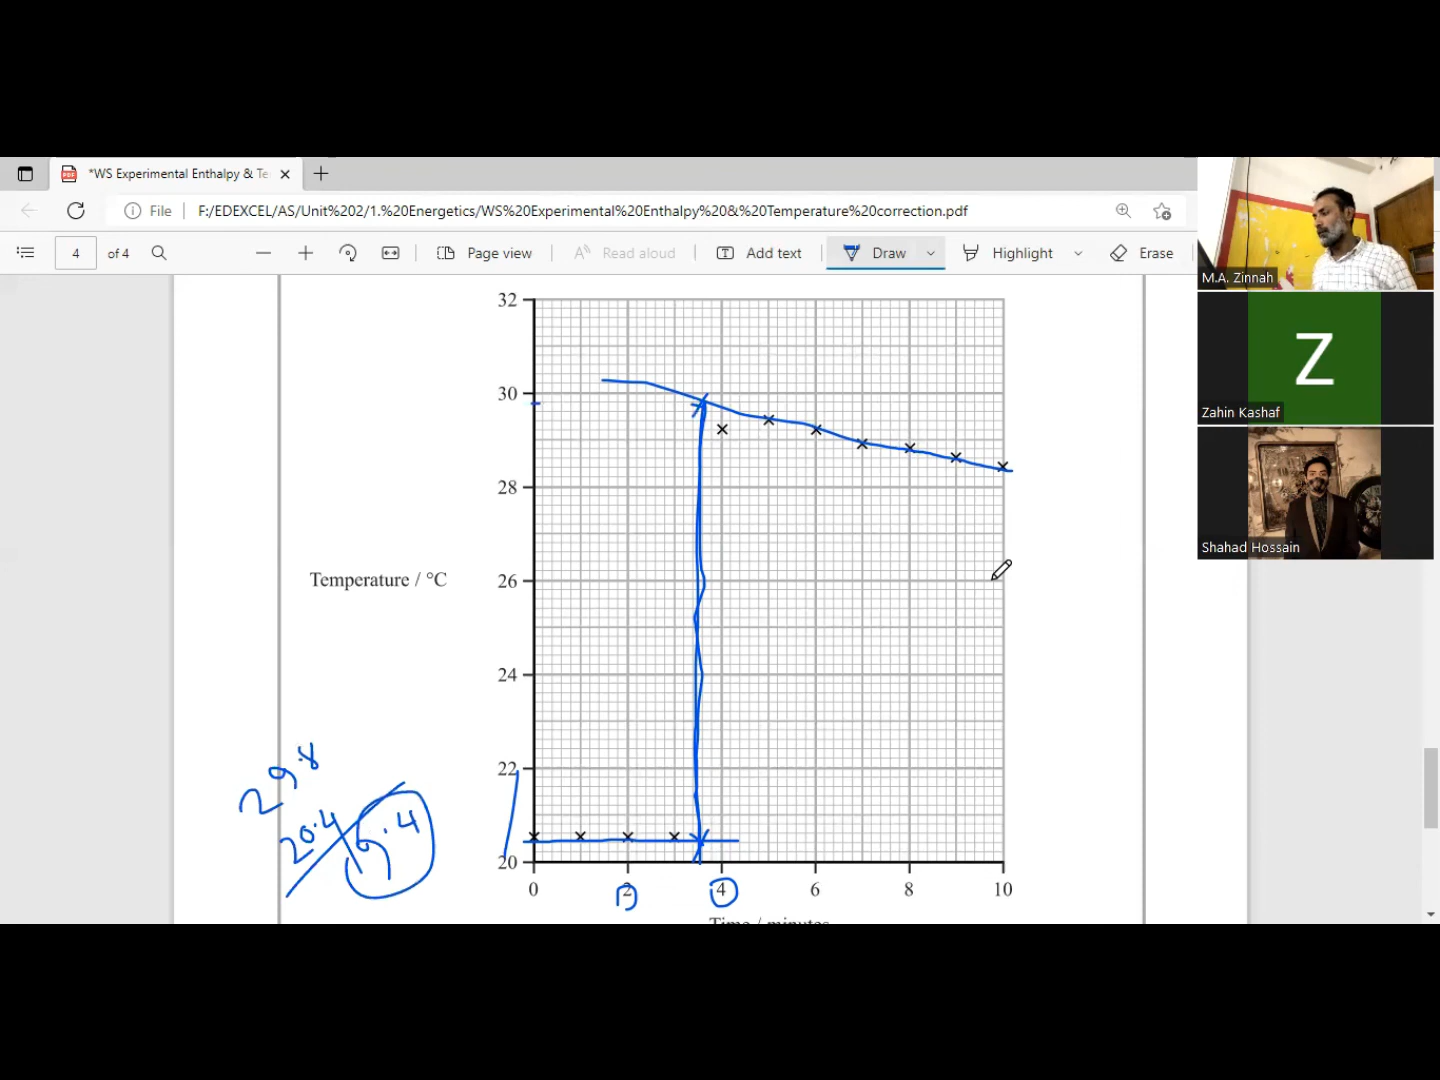 *WS Experimental Enthalpy & Te
File F:/EDEXCEL/AS/Unit%202/1.%20Energetics/WS%20Experimental%20Enthalpy%20&%20Temperature%20correction.pdf
4 of 4 Page view Read aloud Add text Draw Highlight Erase
M.A. Zinnah
Z
Zahin Kashaf
Shahad Hossain
32
30
28
Temperature / °C
26
24
22
20
0 2 4 6 8 10
Time / minutes
29.8
20.4
9.4